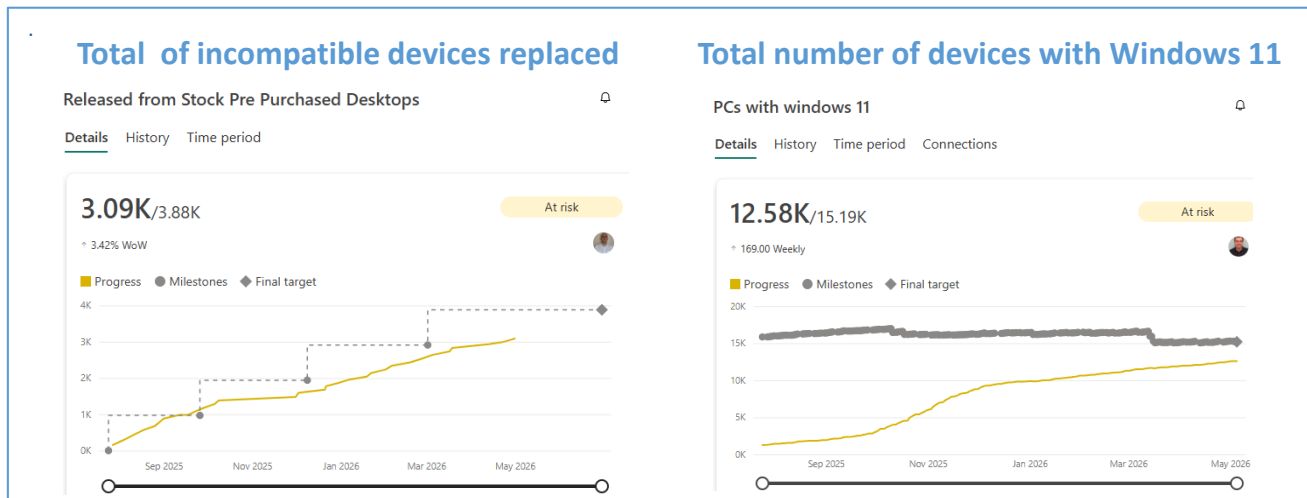 Total of incompatible devices replaced
Released from Stock Pre Purchased Desktops
Details History Time period
3.09K/3.88K
At risk
↑ 3.42% WoW
Progress Milestones Final target
4K
3K
2K
1K
0K
Sep 2025 Nov 2025 Jan 2026 Mar 2026 May 2026
Total number of devices with Windows 11
PCs with windows 11
Details History Time period Connections
12.58K/15.19K
At risk
↑ 169.00 Weekly
Progress Milestones Final target
20K
15K
10K
5K
0K
Sep 2025 Nov 2025 Jan 2026 Mar 2026 May 2026